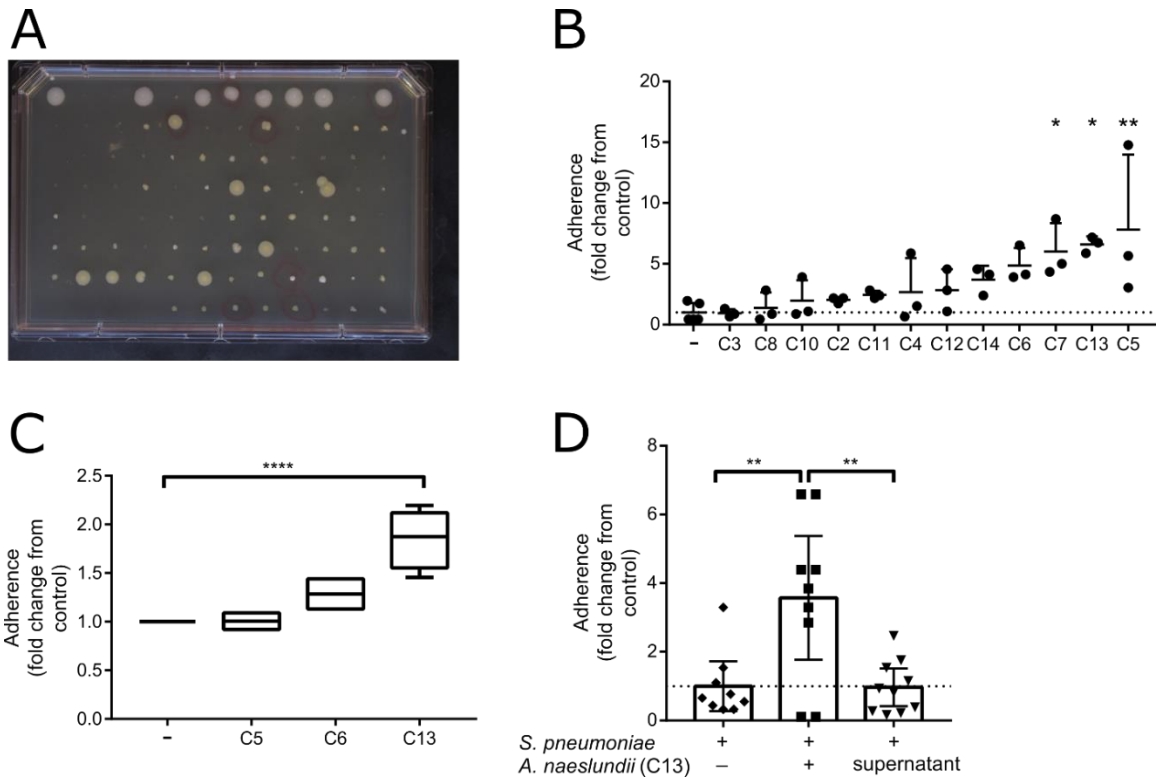 A
B
Adherence
(fold change from
control)
20
15
10
5
0
* * **
– C3 C8 C10 C2 C11 C4 C12 C14 C6 C7 C13 C5
C
Adherence
(fold change from
control)
2.5
2.0
1.5
1.0
0.5
0.0
****
– C5 C6 C13
D
Adherence
(fold change from
control)
8
6
4
2
0
** **
S. pneumoniae + + +
A. naeslundii (C13) – + supernatant